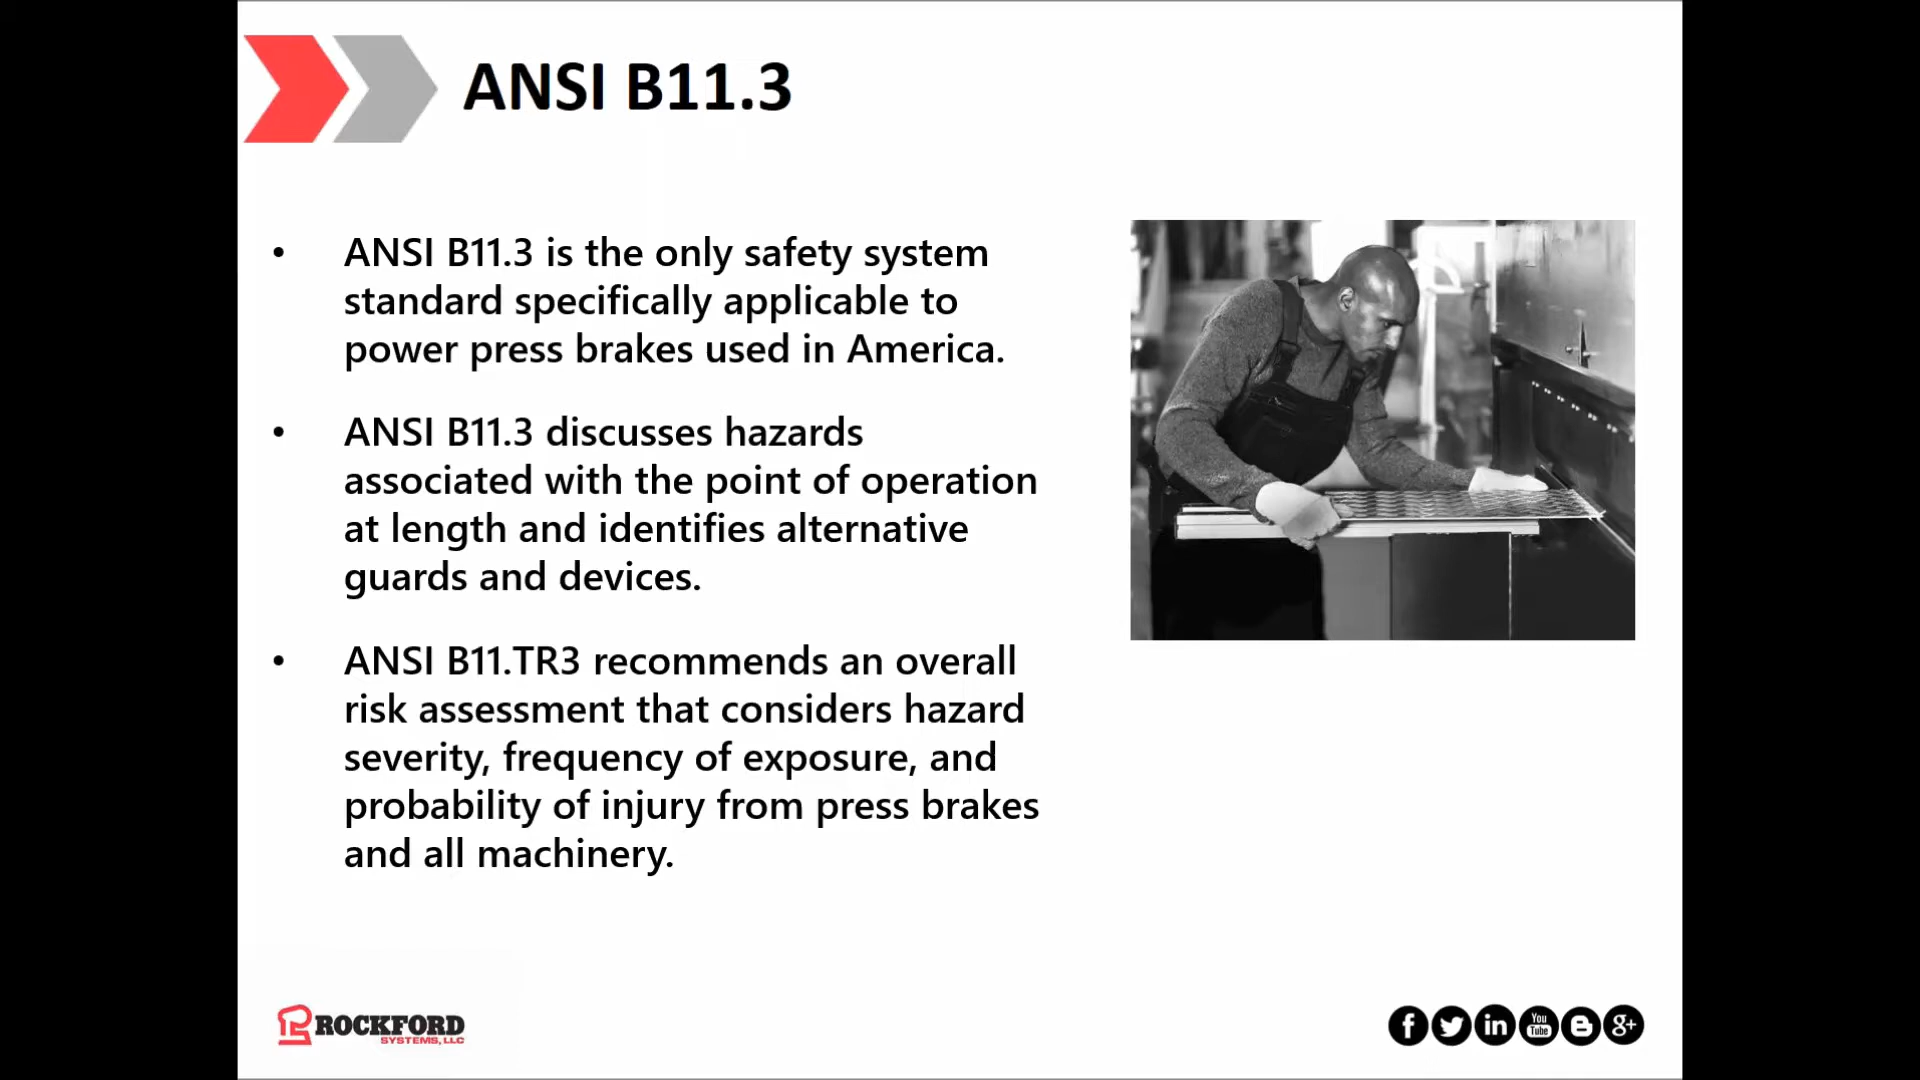 ANSI B11.3
• ANSI B11.3 is the only safety system
standard specifically applicable to
power press brakes used in America.
• ANSI B11.3 discusses hazards
associated with the point of operation
at length and identifies alternative
guards and devices.
• ANSI B11.TR3 recommends an overall
risk assessment that considers hazard
severity, frequency of exposure, and
probability of injury from press brakes
and all machinery.
ROCKFORD
SYSTEMS, LLC
f in You Tube B g+